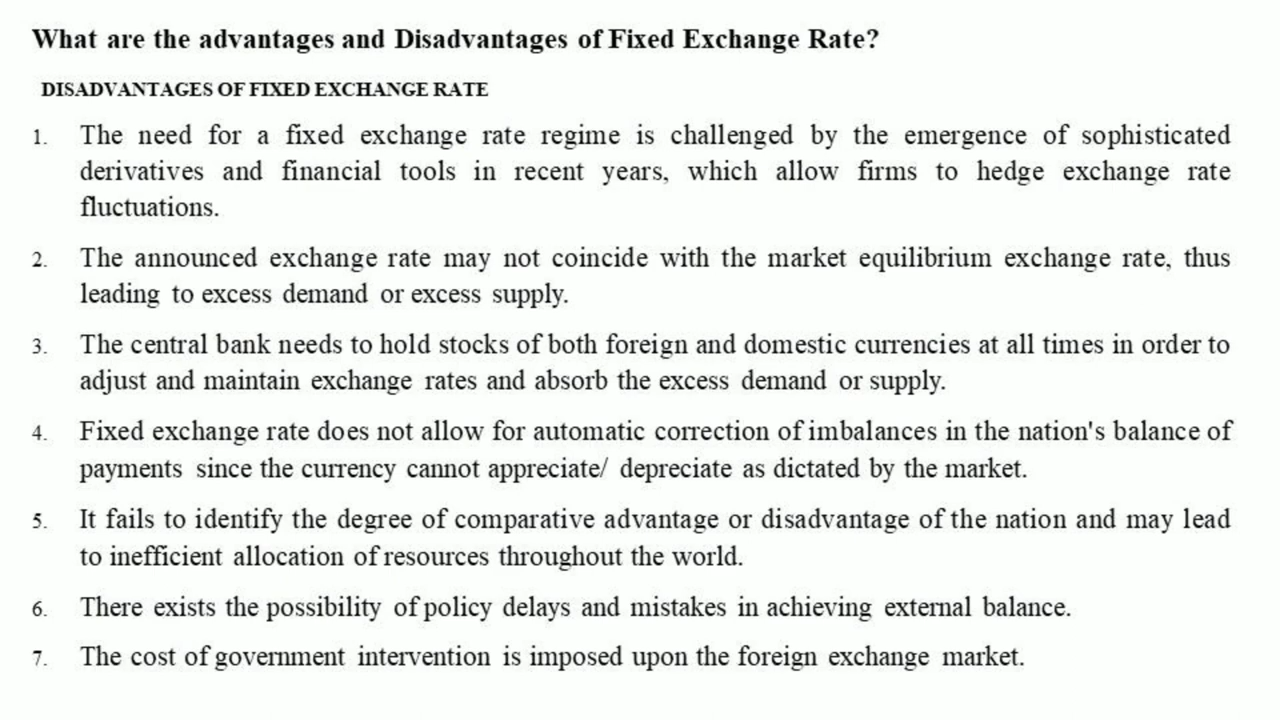 What are the advantages and Disadvantages of Fixed Exchange Rate?
DISADVANTAGES OF FIXED EXCHANGE RATE
1. The need for a fixed exchange rate regime is challenged by the emergence of sophisticated
derivatives and financial tools in recent years, which allow firms to hedge exchange rate
fluctuations.
2. The announced exchange rate may not coincide with the market equilibrium exchange rate, thus
leading to excess demand or excess supply.
3. The central bank needs to hold stocks of both foreign and domestic currencies at all times in order to
adjust and maintain exchange rates and absorb the excess demand or supply.
4. Fixed exchange rate does not allow for automatic correction of imbalances in the nation's balance of
payments since the currency cannot appreciate/ depreciate as dictated by the market.
5. It fails to identify the degree of comparative advantage or disadvantage of the nation and may lead
to inefficient allocation of resources throughout the world.
6. There exists the possibility of policy delays and mistakes in achieving external balance.
7. The cost of government intervention is imposed upon the foreign exchange market.